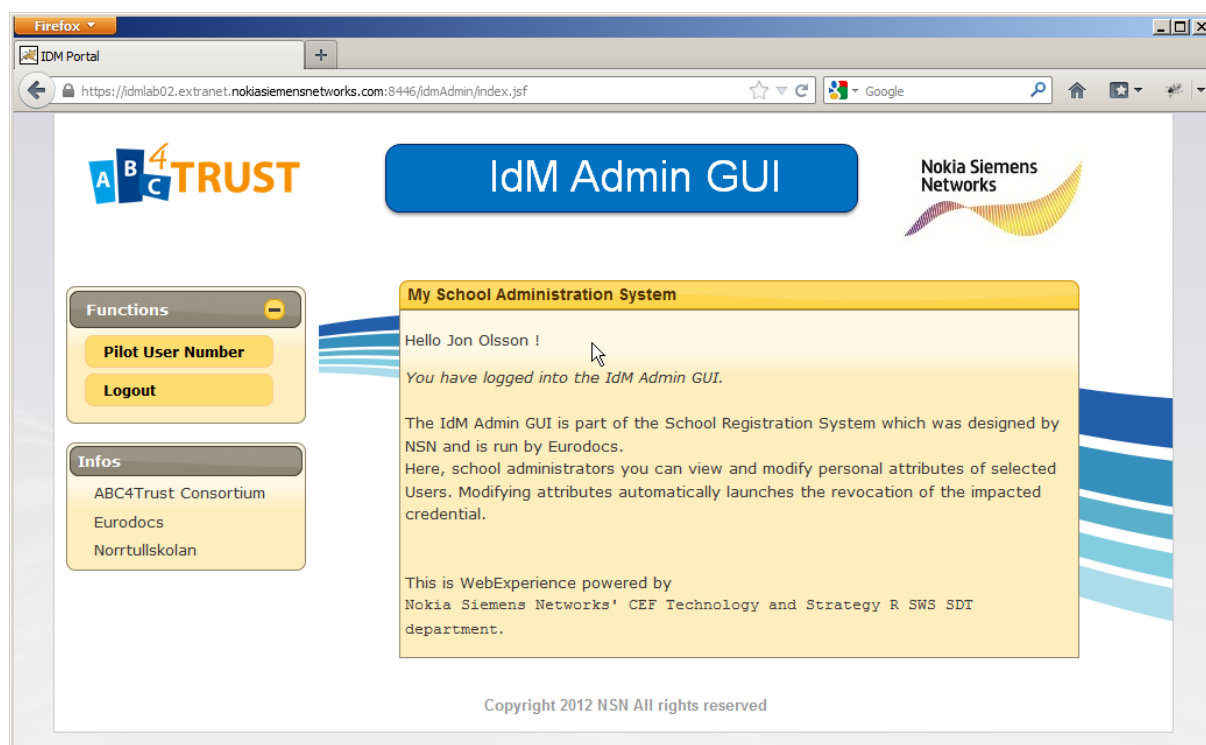 Firefox
IDM Portal
https://idmlab02.extranet.nokiasiemensnetworks.com:8446/idmAdmin/index.jsf
Google
ABC4TRUST
IdM Admin GUI
Nokia Siemens
Networks
Functions
Pilot User Number
Logout
Infos
ABC4Trust Consortium
Eurodocs
Norrtullskolan
My School Administration System
Hello Jon Olsson !
You have logged into the IdM Admin GUI.
The IdM Admin GUI is part of the School Registration System which was designed by
NSN and is run by Eurodocs.
Here, school administrators you can view and modify personal attributes of selected
Users. Modifying attributes automatically launches the revocation of the impacted
credential.
This is WebExperience powered by
Nokia Siemens Networks' CEF Technology and Strategy R SWS SDT
department.
Copyright 2012 NSN All rights reserved